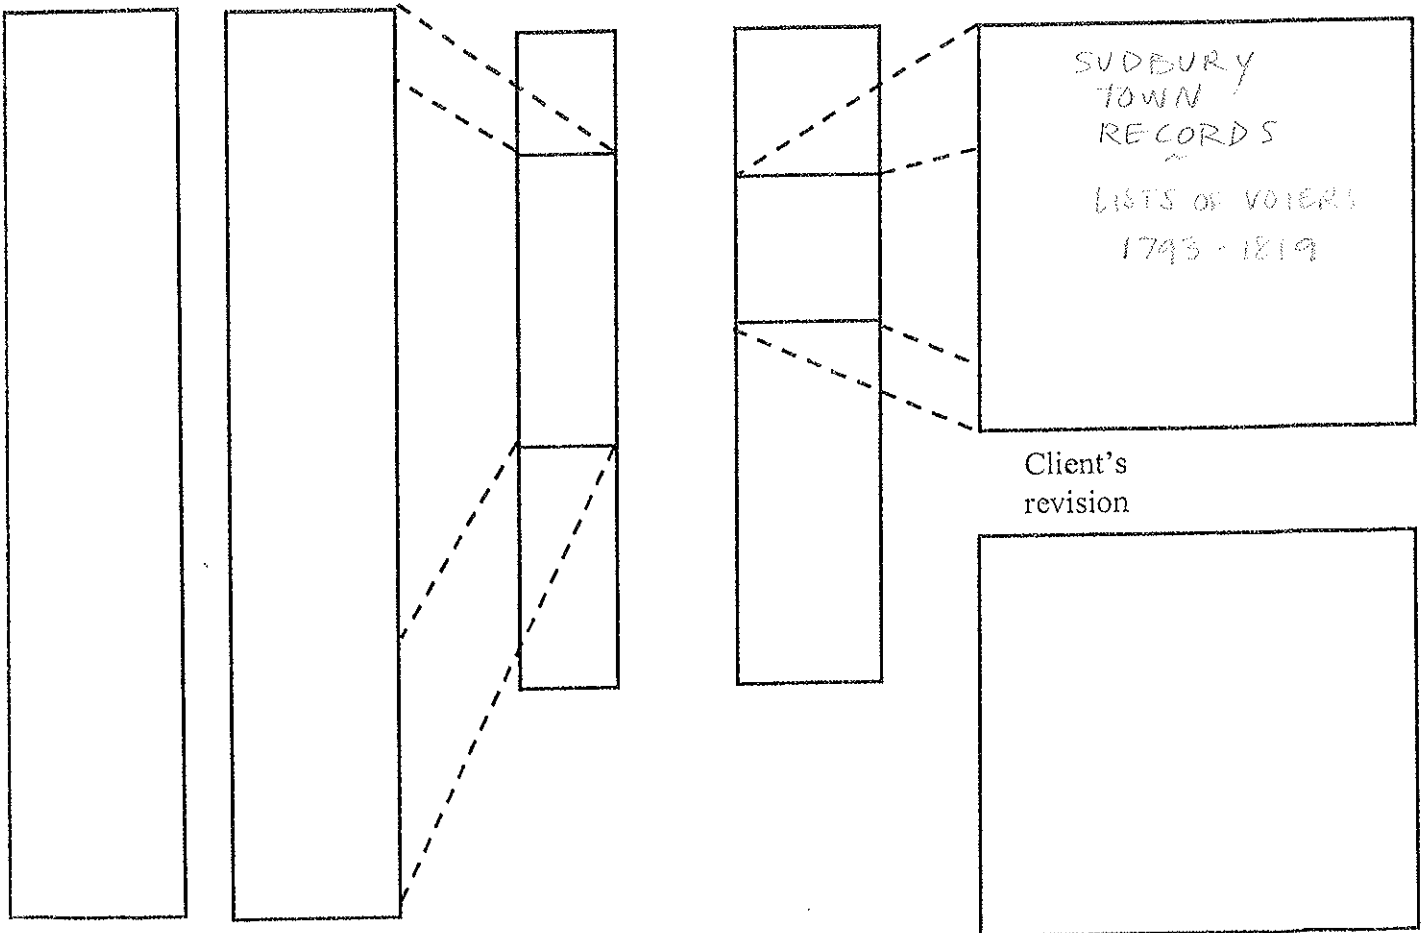 SUDBURY
TOWN
RECORDS
~
LISTS OF VOTERS
1793 - 1819
Client's
revision